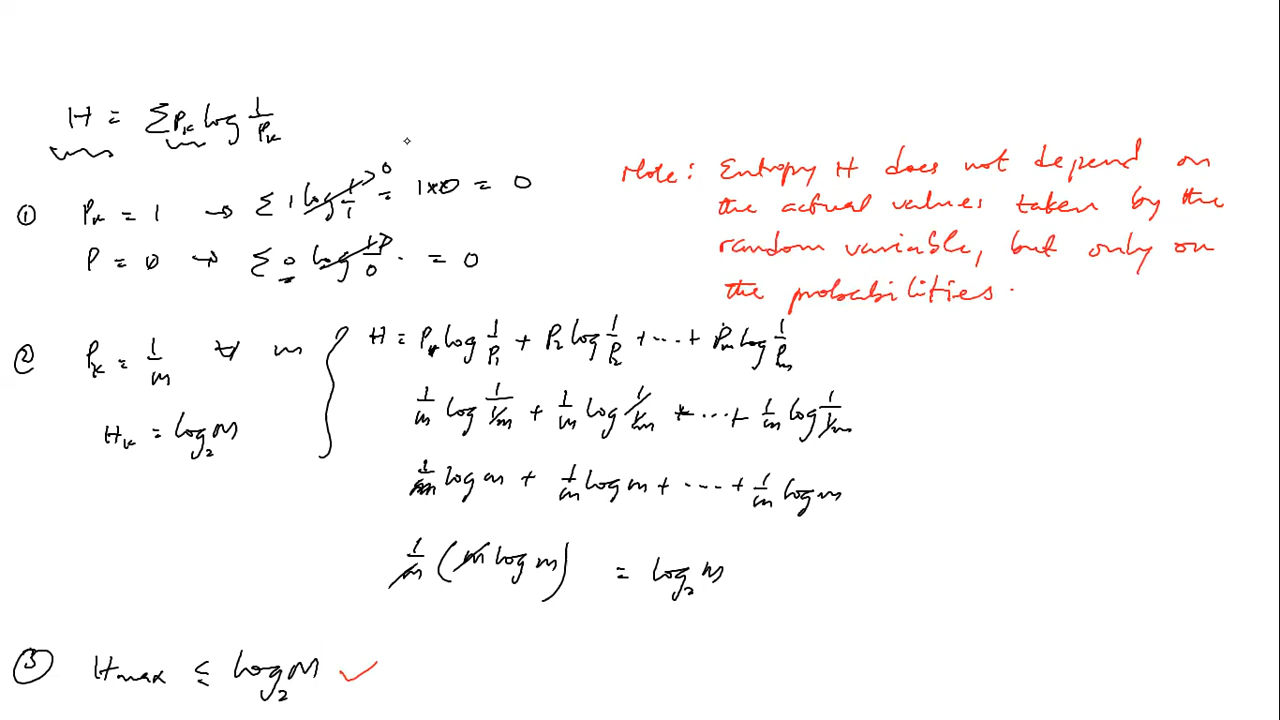 H = Σ Pₖ log 1/Pₖ
① Pₖ = 1 → Σ 1 log 1/1 → 0 = 1×0 = 0
P = 0 → Σ 0 log 1/0 . = 0
Note: Entropy H does not depend on
the actual values taken by the
random variable, but only on
the probabilities.
② Pₖ = 1/m ∀ m
Hₖ = log₂ M
H = P₁ log 1/P₁ + P₂ log 1/P₂ + ... + Pₘ log 1/Pₘ
1/m log 1/(1/m) + 1/m log 1/(1/m) + ... + 1/m log 1/(1/m)
1/m log m + 1/m log m + ... + 1/m log m
1/m (m log m) = log₂ m
③ Hmax ≤ log₂ M ✓